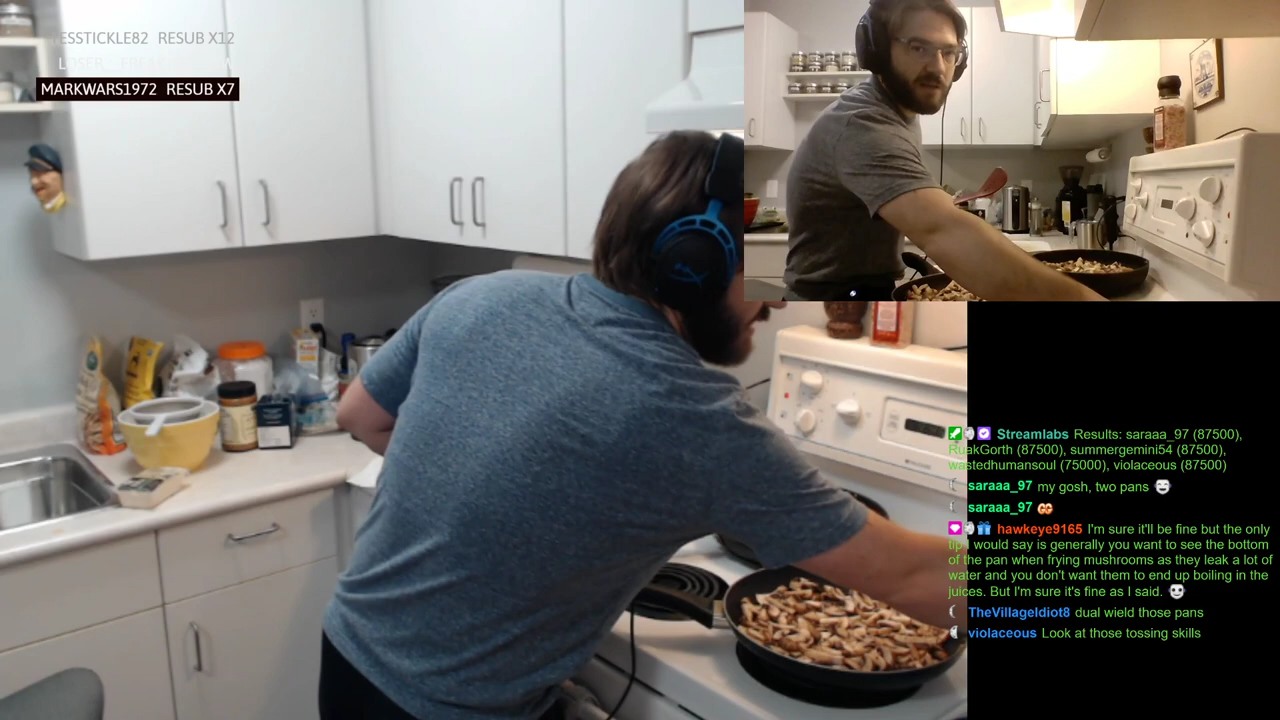 ESSTICKLE82 RESUB X12
LOSER
MARKWARS1972 RESUB X7
Streamlabs Results: saraaa_97 (87500),
RuakGorth (87500), summergemini54 (87500),
wastedhumansoul (75000), violaceous (87500)
saraaa_97 my gosh, two pans
saraaa_97
hawkeye9165 I'm sure it'll be fine but the only
tip I would say is generally you want to see the bottom
of the pan when frying mushrooms as they leak a lot of
water and you don't want them to end up boiling in the
juices. But I'm sure it's fine as I said.
TheVillageIdiot8 dual wield those pans
violaceous Look at those tossing skills